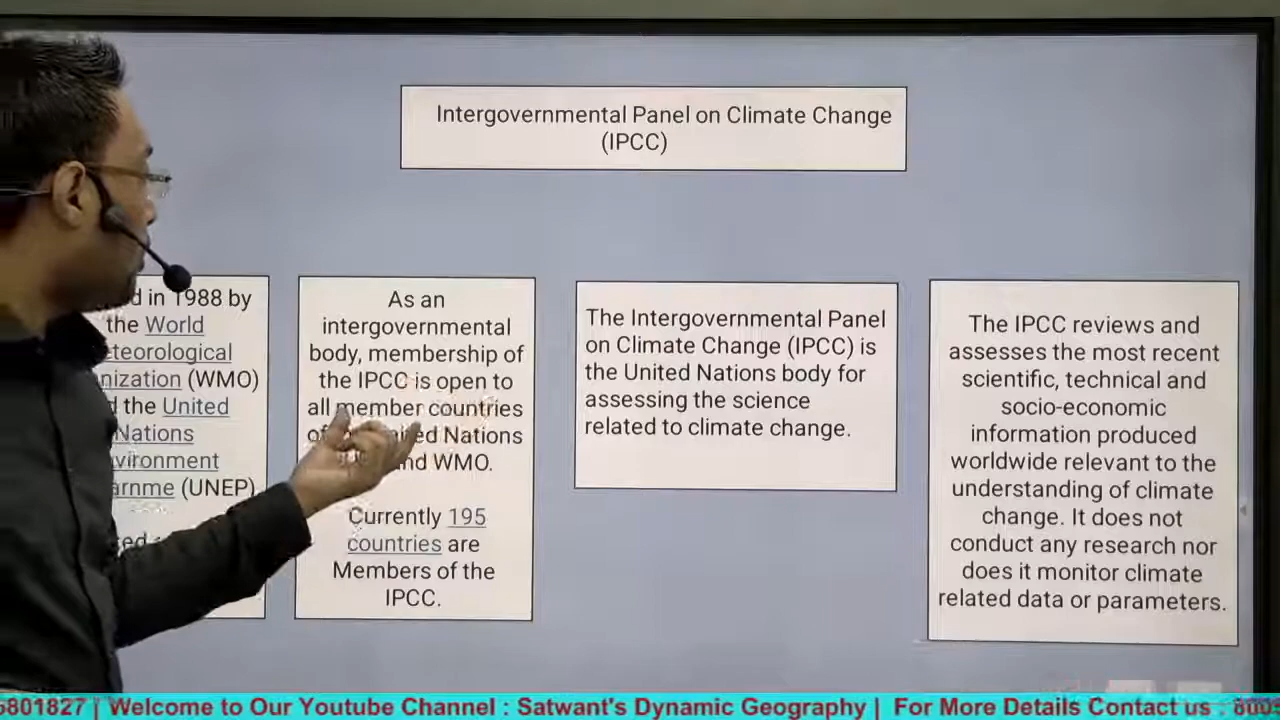 Intergovernmental Panel on Climate Change
(IPCC)
in 1988 by
the World
(WMO)
the United
Nations
(UNEP)
As an
intergovernmental
body, membership of
the IPCC is open to
all member countries
Nations
WMO.
Currently 195
countries are
Members of the
IPCC.
The Intergovernmental Panel
on Climate Change (IPCC) is
the United Nations body for
assessing the science
related to climate change.
The IPCC reviews and
assesses the most recent
scientific, technical and
socio-economic
information produced
worldwide relevant to the
understanding of climate
change. It does not
conduct any research nor
does it monitor climate
related data or parameters.
5801827 | Welcome to Our Youtube Channel : Satwant's Dynamic Geography | For More Details Contact us :